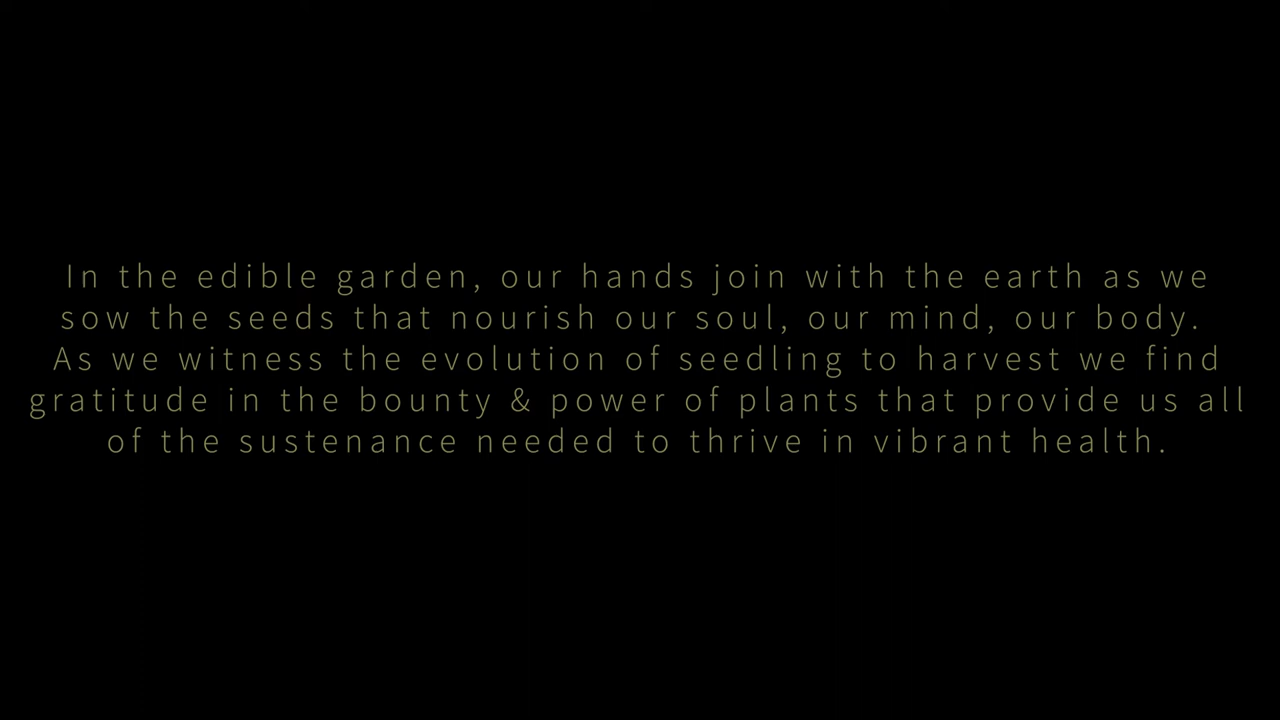 In the edible garden, our hands join with the earth as we
sow the seeds that nourish our soul, our mind, our body.
As we witness the evolution of seedling to harvest we find
gratitude in the bounty & power of plants that provide us all
of the sustenance needed to thrive in vibrant health.